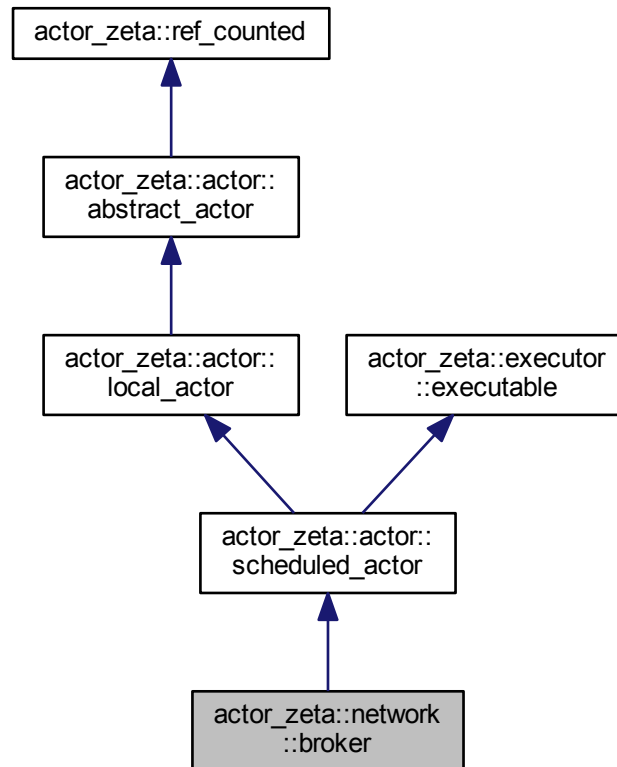 actor_zeta::ref_counted
actor_zeta::actor::
abstract_actor
actor_zeta::actor::
local_actor
actor_zeta::executor
::executable
actor_zeta::actor::
scheduled_actor
actor_zeta::network
::broker